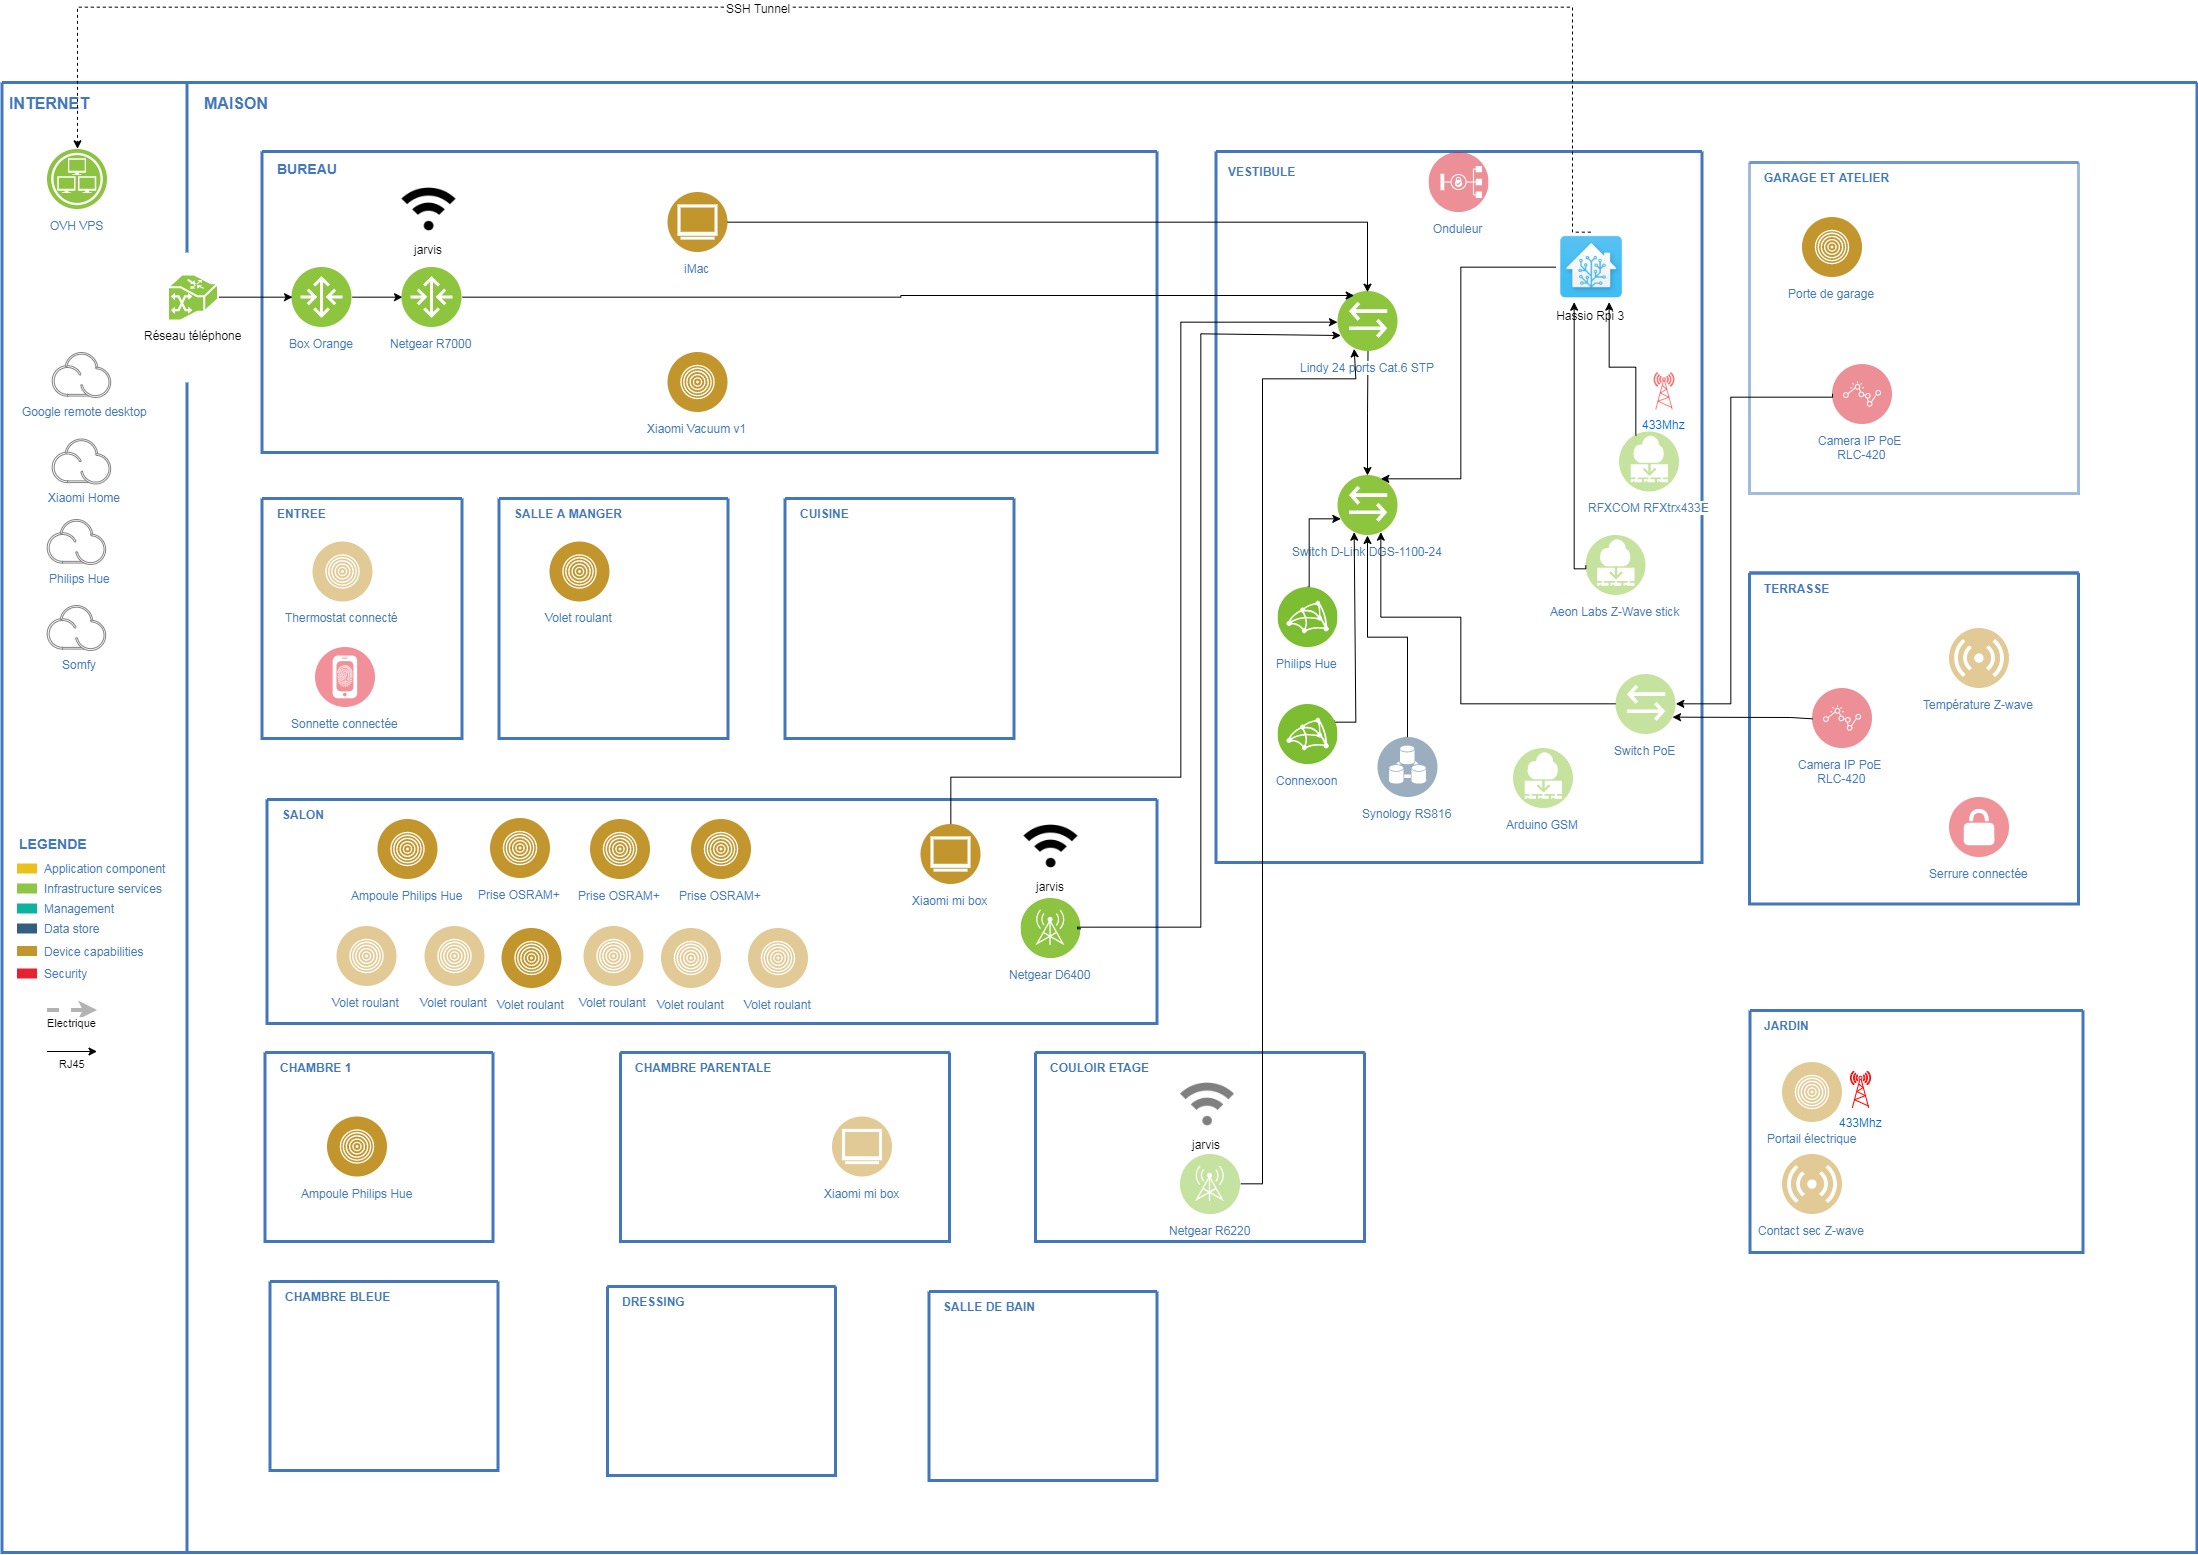 SSH Tunnel
INTERNET
MAISON
OVH VPS
Réseau téléphone
Google remote desktop
Xiaomi Home
Philips Hue
Somfy
LEGENDE
Application component
Infrastructure services
Management
Data store
Device capabilities
Security
Electrique
RJ45
BUREAU
jarvis
iMac
Box Orange
Netgear R7000
Xiaomi Vacuum v1
VESTIBULE
Onduleur
Hassio Rpi 3
Lindy 24 ports Cat.6 STP
433Mhz
RFXCOM RFXtrx433E
Switch D-Link DGS-1100-24
Aeon Labs Z-Wave stick
Philips Hue
Connexoon
Synology RS816
Arduino GSM
Switch PoE
GARAGE ET ATELIER
Porte de garage
Camera IP PoE
RLC-420
ENTREE
Thermostat connecté
Sonnette connectée
SALLE A MANGER
Volet roulant
CUISINE
TERRASSE
Température Z-wave
Camera IP PoE
RLC-420
Serrure connectée
SALON
Ampoule Philips Hue
Prise OSRAM+
Prise OSRAM+
Prise OSRAM+
Xiaomi mi box
jarvis
Netgear D6400
Volet roulant
Volet roulant
Volet roulant
Volet roulant
Volet roulant
Volet roulant
CHAMBRE 1
Ampoule Philips Hue
CHAMBRE PARENTALE
Xiaomi mi box
COULOIR ETAGE
jarvis
Netgear R6220
JARDIN
433Mhz
Portail électrique
Contact sec Z-wave
CHAMBRE BLEUE
DRESSING
SALLE DE BAIN